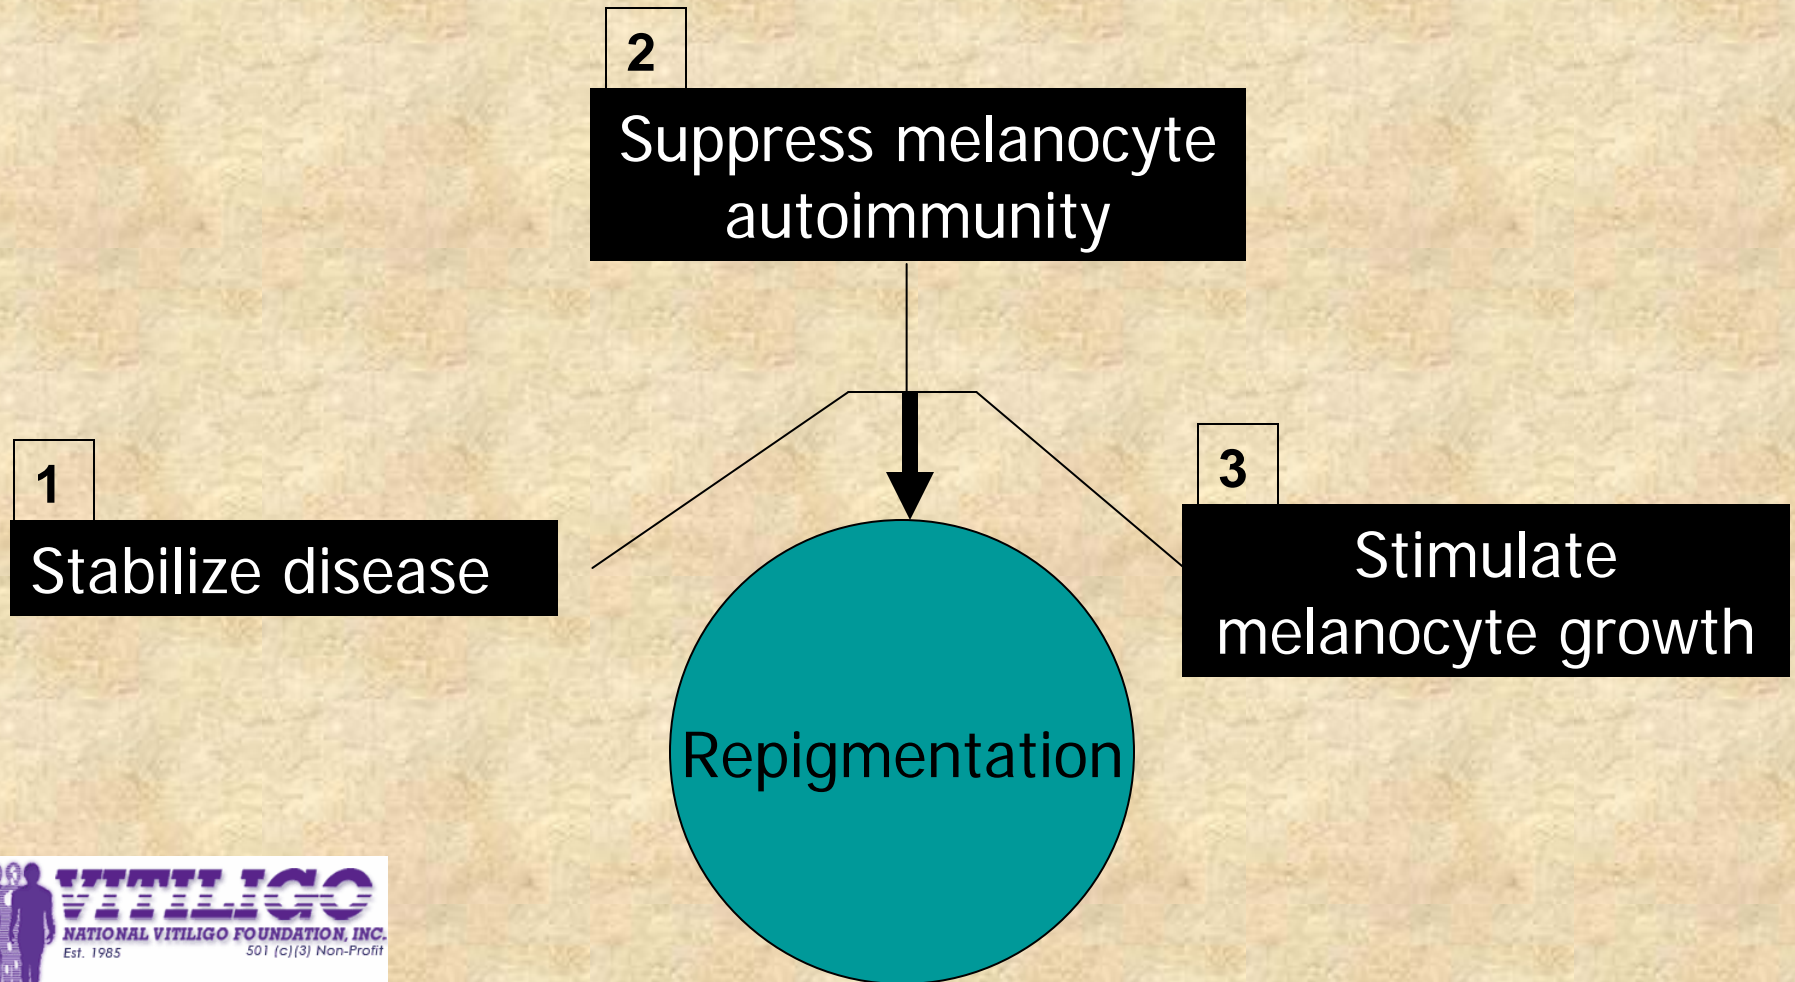 2
Suppress melanocyte
autoimmunity
1
Stabilize disease
3
Stimulate
melanocyte growth
Repigmentation
VITILIGO
NATIONAL VITILIGO FOUNDATION, INC.
Est. 1985
501 (c)(3) Non-Profit